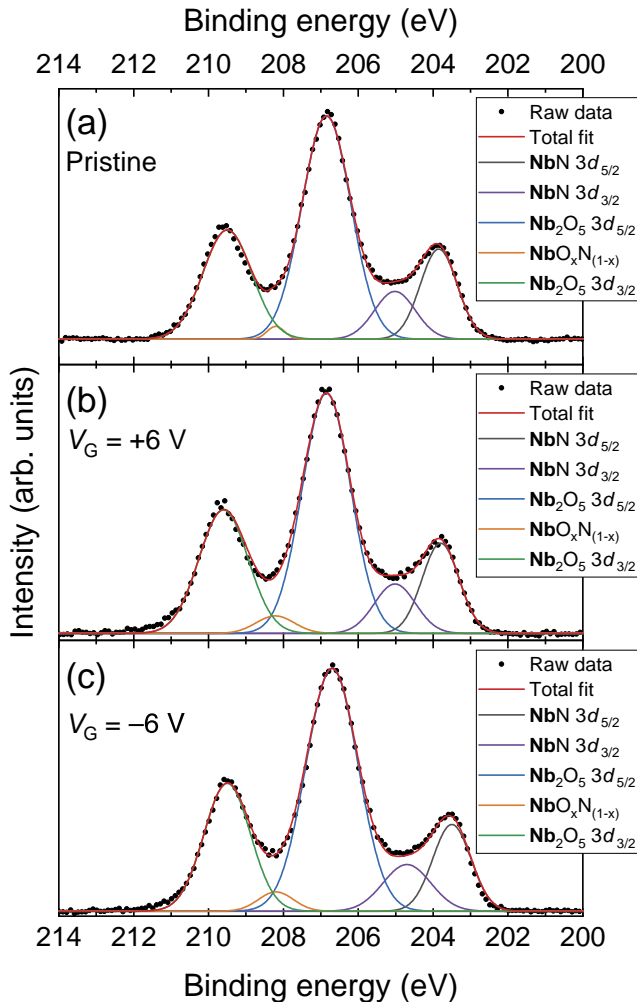 Binding energy (eV)
214 212 210 208 206 204 202 200
(a)
Pristine
Raw data
Total fit
NbN 3d5/2
NbN 3d3/2
Nb2O5 3d5/2
NbOxN(1-x)
Nb2O5 3d3/2
(b)
VG = +6 V
Raw data
Total fit
NbN 3d5/2
NbN 3d3/2
Nb2O5 3d5/2
NbOxN(1-x)
Nb2O5 3d3/2
Intensity (arb. units)
(c)
VG = –6 V
Raw data
Total fit
NbN 3d5/2
NbN 3d3/2
Nb2O5 3d5/2
NbOxN(1-x)
Nb2O5 3d3/2
214 212 210 208 206 204 202 200
Binding energy (eV)